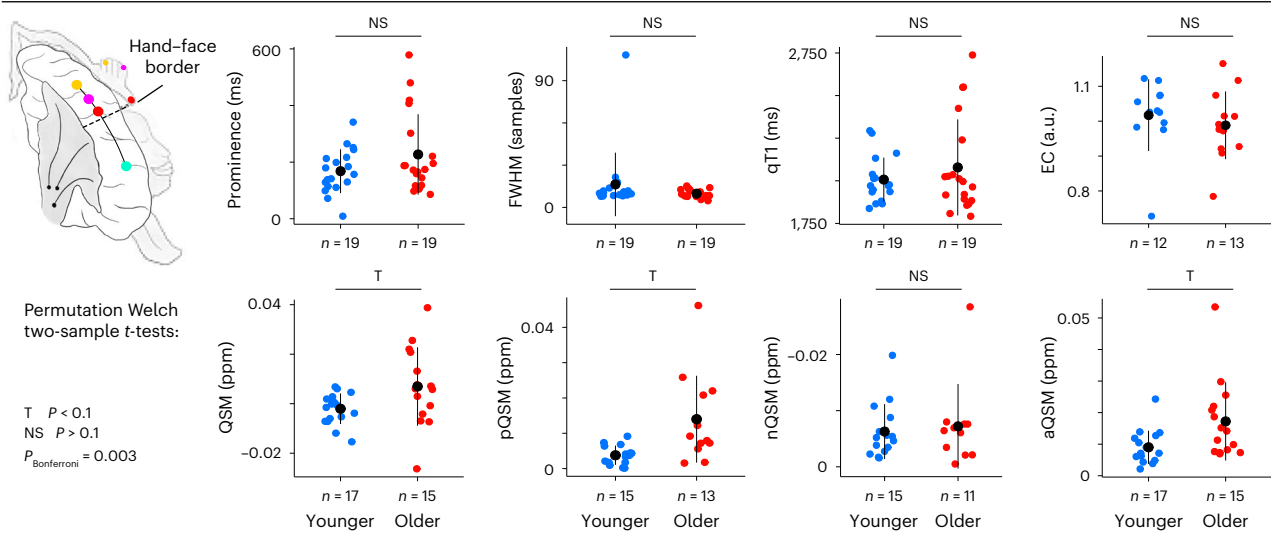 Hand–face
border
NS
Prominence (ms)
600
0
n = 19
n = 19
NS
FWHM (samples)
90
0
n = 19
n = 19
NS
qT1 (ms)
2,750
1,750
n = 19
n = 19
NS
EC (a.u.)
1.1
0.8
n = 12
n = 13
Permutation Welch
two-sample t-tests:
T P < 0.1
NS P > 0.1
PBonferroni = 0.003
T
QSM (ppm)
0.04
−0.02
n = 17
n = 15
Younger
Older
T
pQSM (ppm)
0.04
0
n = 15
n = 13
Younger
Older
NS
nQSM (ppm)
−0.02
0
n = 15
n = 11
Younger
Older
T
aQSM (ppm)
0.05
0
n = 17
n = 15
Younger
Older